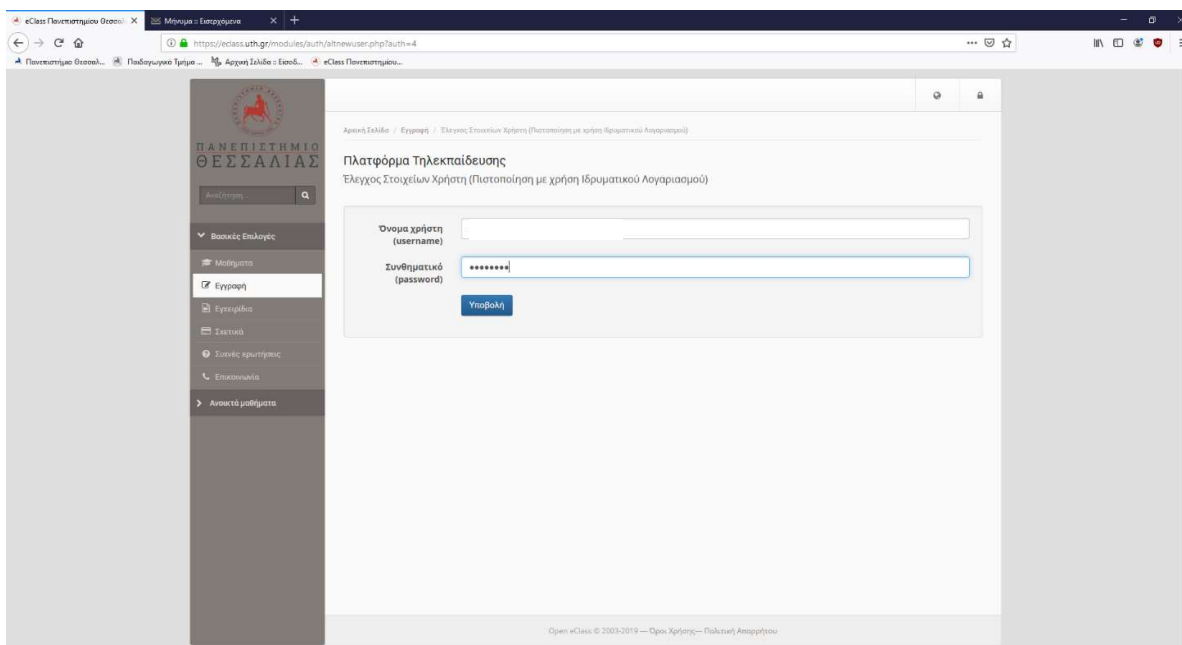 eClass Πανεπιστημίου Θεσσαλ
Μήνυμα :: Εισερχόμενα
https://eclass.uth.gr/modules/auth/altnewuser.php?auth=4
Πανεπιστήμιο Θεσσαλ...
Παιδαγωγικό Τμήμα ...
Αρχική Σελίδα :: Είσοδ...
eClass Πανεπιστημίου...
ΠΑΝΕΠΙΣΤΗΜΙΟ
ΘΕΣΣΑΛΙΑΣ
Αναζήτηση...
Βασικές Επιλογές
Μαθήματα
Εγγραφή
Εγχειρίδια
Σχετικά
Συχνές ερωτήσεις
Επικοινωνία
Ανοικτά μαθήματα
Αρχική Σελίδα / Εγγραφή / Έλεγχος Στοιχείων Χρήστη (Πιστοποίηση με χρήση Ιδρυματικού Λογαριασμού)
Πλατφόρμα Τηλεκπαίδευσης
Έλεγχος Στοιχείων Χρήστη (Πιστοποίηση με χρήση Ιδρυματικού Λογαριασμού)
Όνομα χρήστη
(username)
Συνθηματικό
(password)
Υποβολή
Open eClass © 2003-2019 — Όροι Χρήσης— Πολιτική Απορρήτου